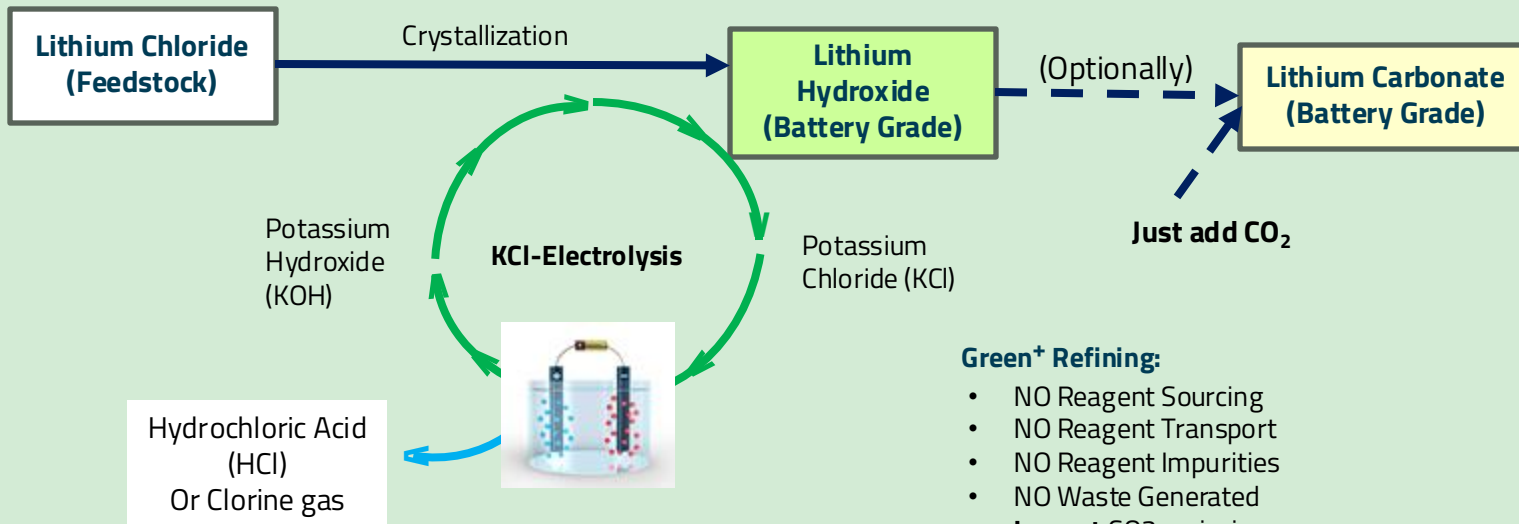 Lithium Chloride
(Feedstock)
Crystallization
Lithium
Hydroxide
(Battery Grade)
(Optionally)
Lithium Carbonate
(Battery Grade)
Just add CO₂
Potassium
Hydroxide
(KOH)
KCl-Electrolysis
Potassium
Chloride (KCl)
Hydrochloric Acid
(HCl)
Or Clorine gas
Green⁺ Refining:
• NO Reagent Sourcing
• NO Reagent Transport
• NO Reagent Impurities
• NO Waste Generated